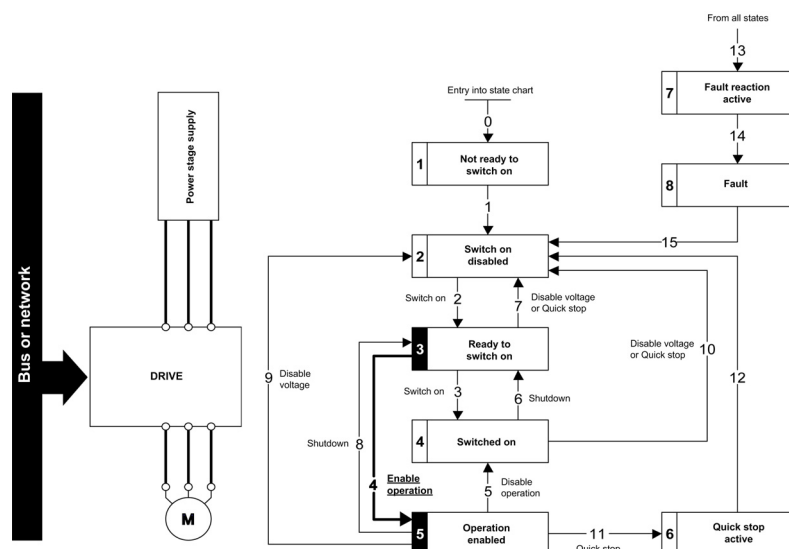 From all states
13
7
Fault reaction
active
14
8
Fault
15
Entry into state chart
0
1
Not ready to
switch on
1
2
Switch on
disabled
Switch on
2
7
Disable voltage
or Quick stop
3
Ready to
switch on
Switch on
3
6
Shutdown
4
Switched on
Disable voltage
or Quick stop
10
12
9
Disable
voltage
Shutdown
8
4
Enable
operation
5
Disable
operation
5
Operation
enabled
11
Quick stop
6
Quick stop
active
Bus or network
Power stage supply
DRIVE
M